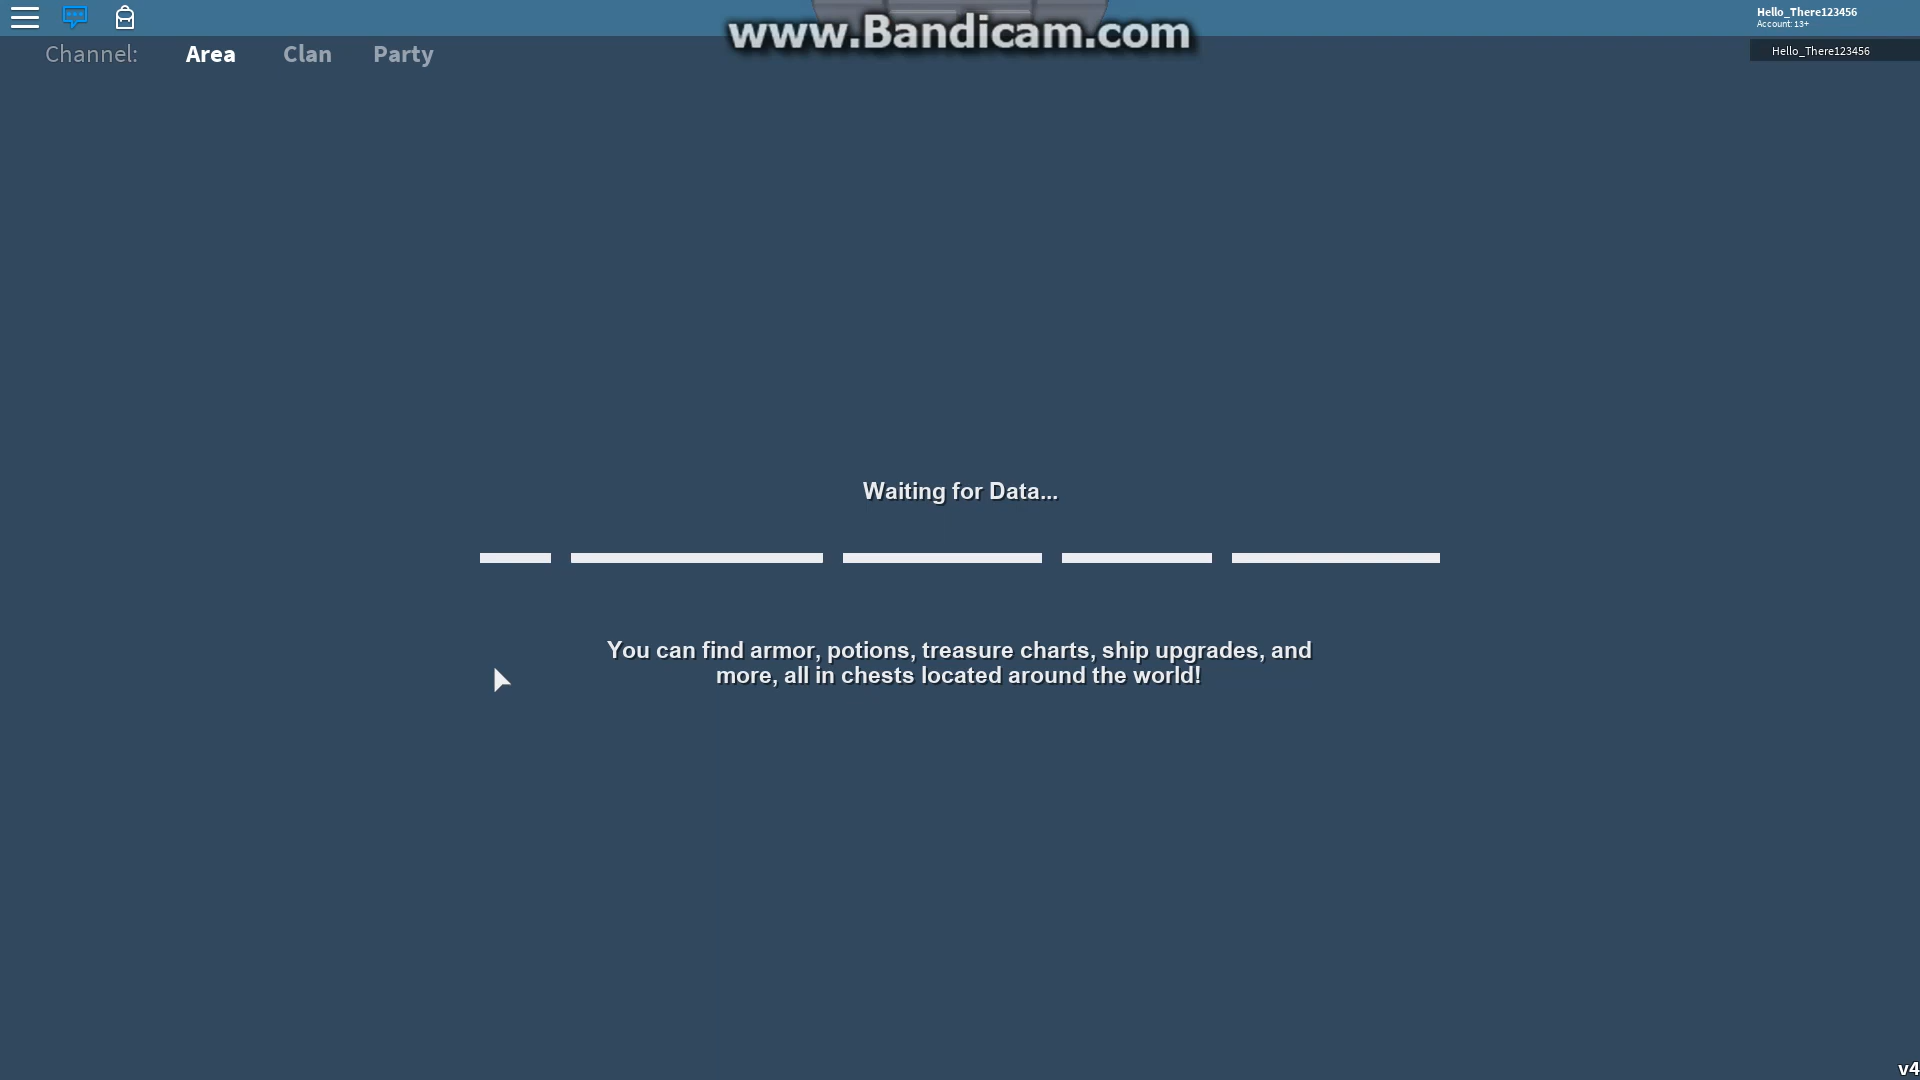 www.Bandicam.com
Hello_There123456
Account: 13+
Channel: Area Clan Party
Hello_There123456
Waiting for Data...
You can find armor, potions, treasure charts, ship upgrades, and
more, all in chests located around the world!
v4